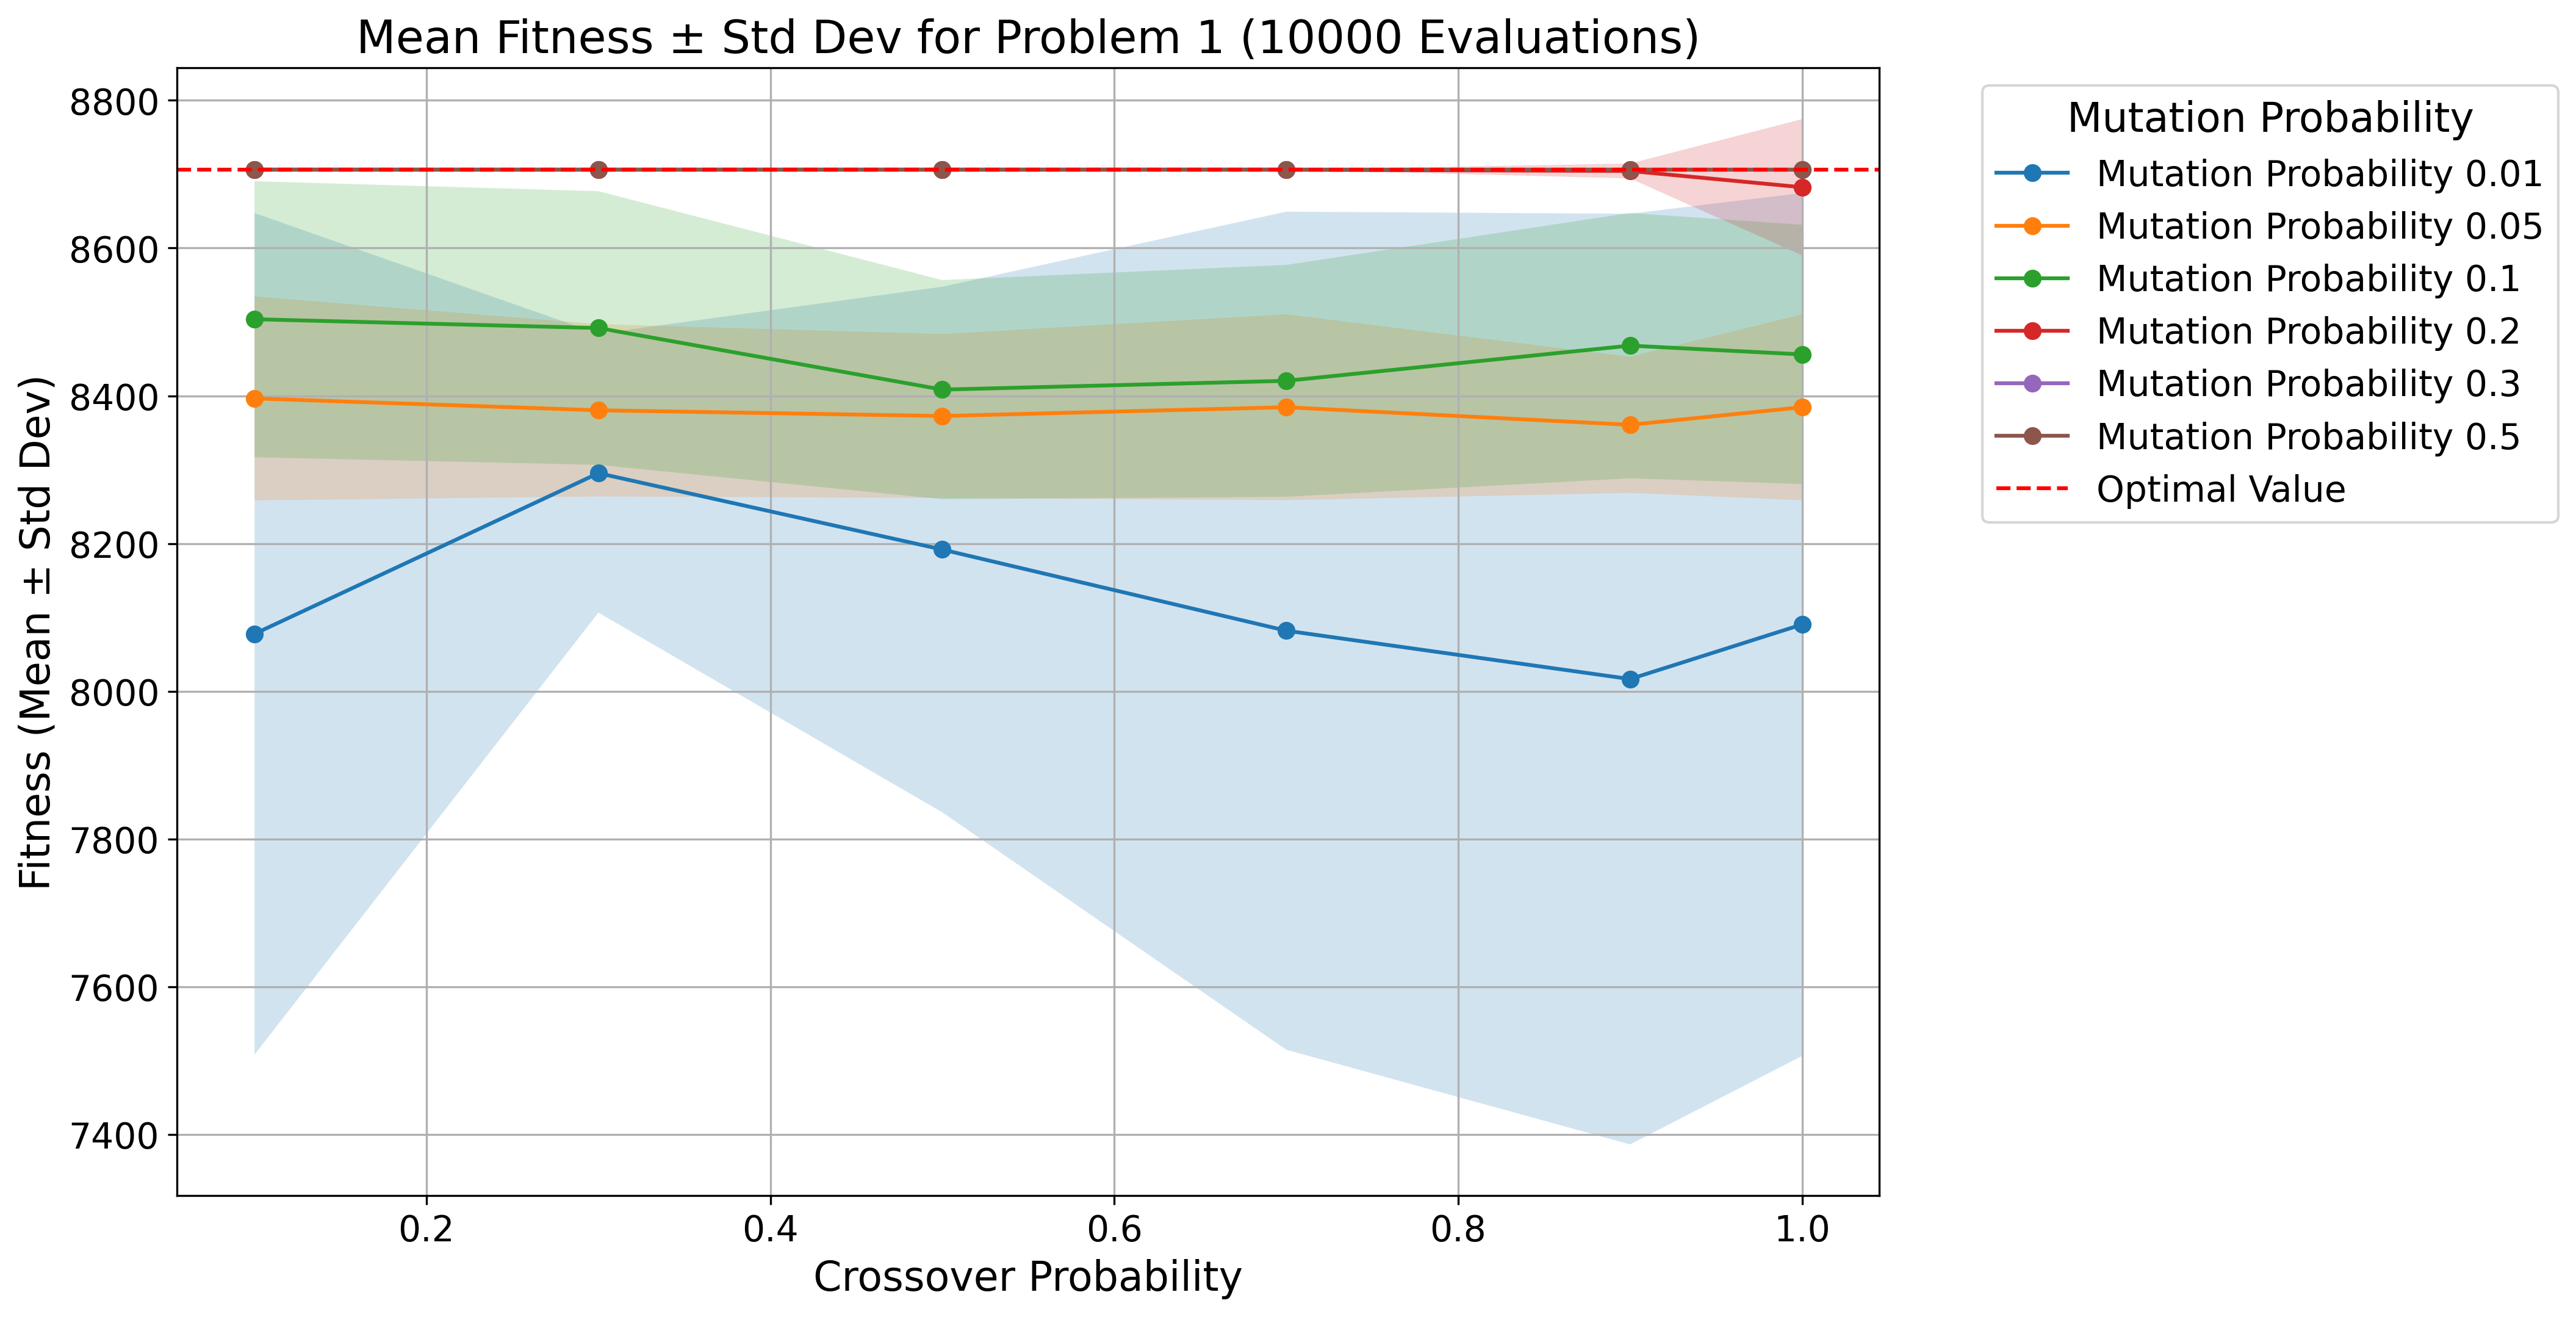 Mean Fitness ± Std Dev for Problem 1 (10000 Evaluations)
Fitness (Mean ± Std Dev)
8800
8600
8400
8200
8000
7800
7600
7400
0.2
0.4
0.6
0.8
1.0
Crossover Probability
Mutation Probability
Mutation Probability 0.01
Mutation Probability 0.05
Mutation Probability 0.1
Mutation Probability 0.2
Mutation Probability 0.3
Mutation Probability 0.5
Optimal Value